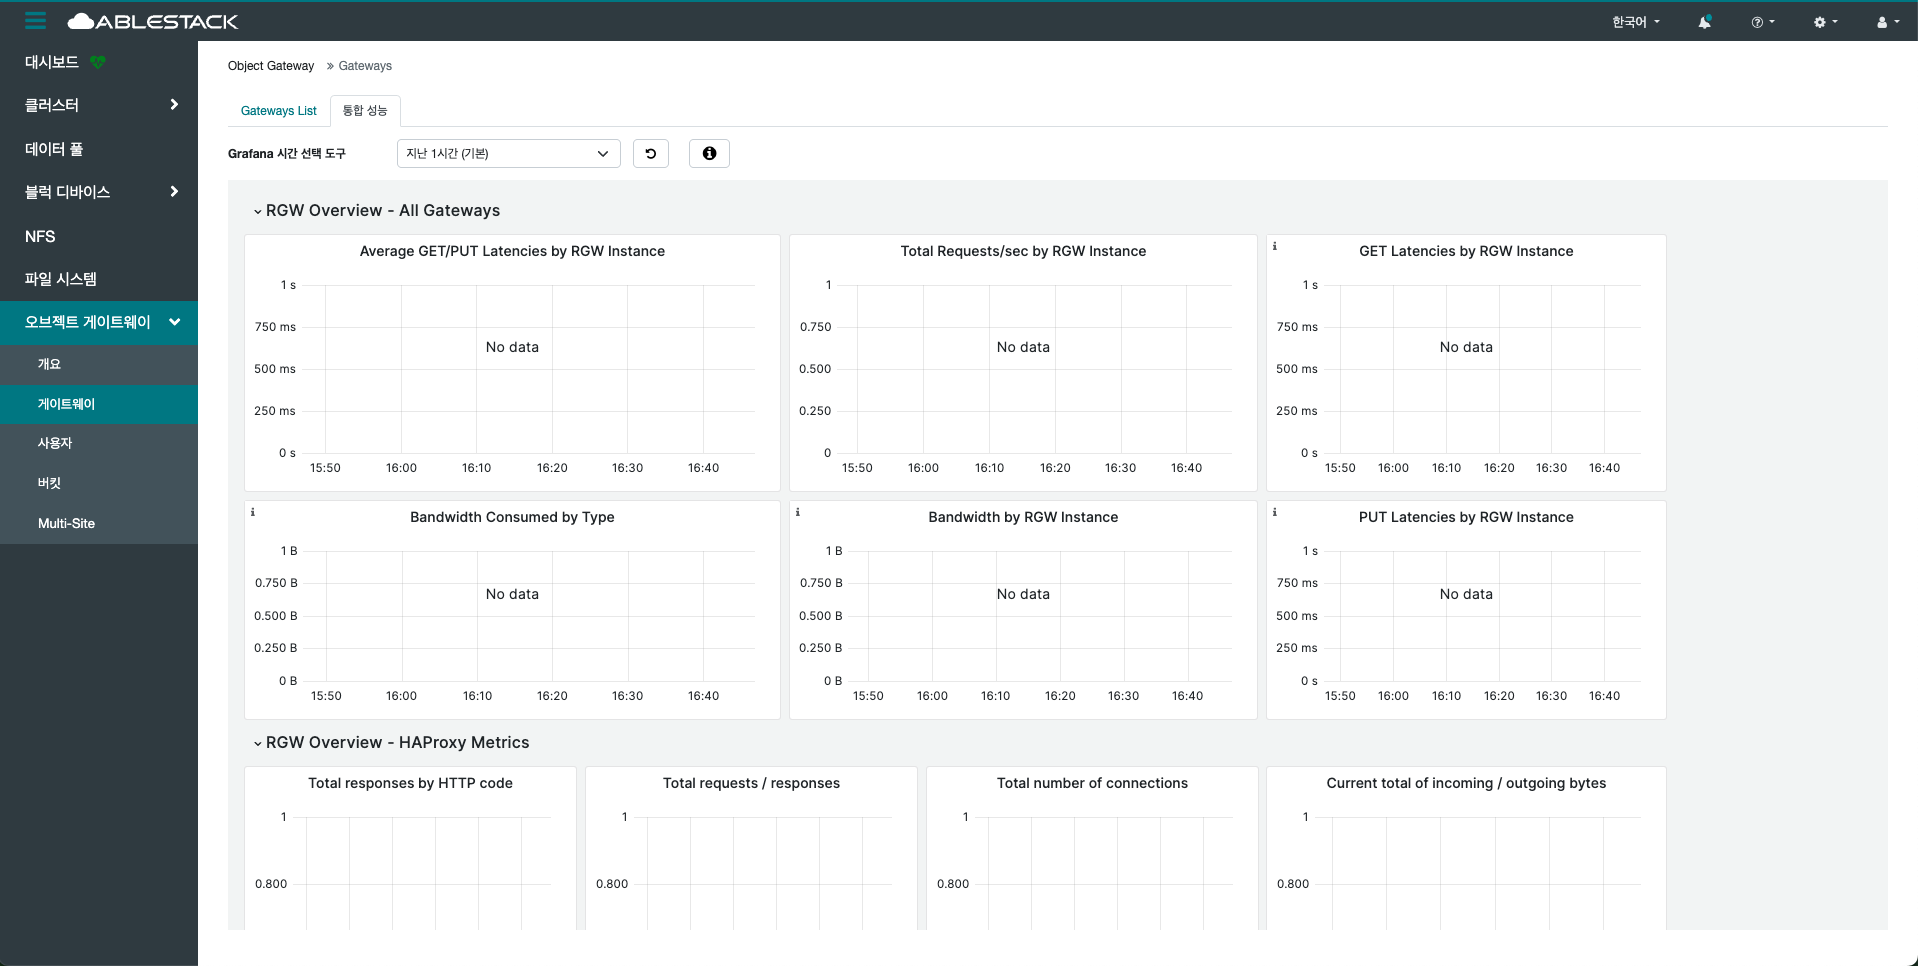 ABLESTACK
한국어
대시보드
클러스터
데이터 풀
블럭 디바이스
NFS
파일 시스템
오브젝트 게이트웨이
개요
게이트웨이
사용자
버킷
Multi-Site
Object Gateway » Gateways
Gateways List
통합 성능
Grafana 시간 선택 도구
지난 1시간 (기본)
RGW Overview - All Gateways
Average GET/PUT Latencies by RGW Instance
1 s
750 ms
500 ms
250 ms
0 s
No data
15:50 16:00 16:10 16:20 16:30 16:40
Total Requests/sec by RGW Instance
1
0.750
0.500
0.250
0
No data
15:50 16:00 16:10 16:20 16:30 16:40
GET Latencies by RGW Instance
1 s
750 ms
500 ms
250 ms
0 s
No data
15:50 16:00 16:10 16:20 16:30 16:40
Bandwidth Consumed by Type
1 B
0.750 B
0.500 B
0.250 B
0 B
No data
15:50 16:00 16:10 16:20 16:30 16:40
Bandwidth by RGW Instance
1 B
0.750 B
0.500 B
0.250 B
0 B
No data
15:50 16:00 16:10 16:20 16:30 16:40
PUT Latencies by RGW Instance
1 s
750 ms
500 ms
250 ms
0 s
No data
15:50 16:00 16:10 16:20 16:30 16:40
RGW Overview - HAProxy Metrics
Total responses by HTTP code
1
0.800
Total requests / responses
1
0.800
Total number of connections
1
0.800
Current total of incoming / outgoing bytes
1
0.800